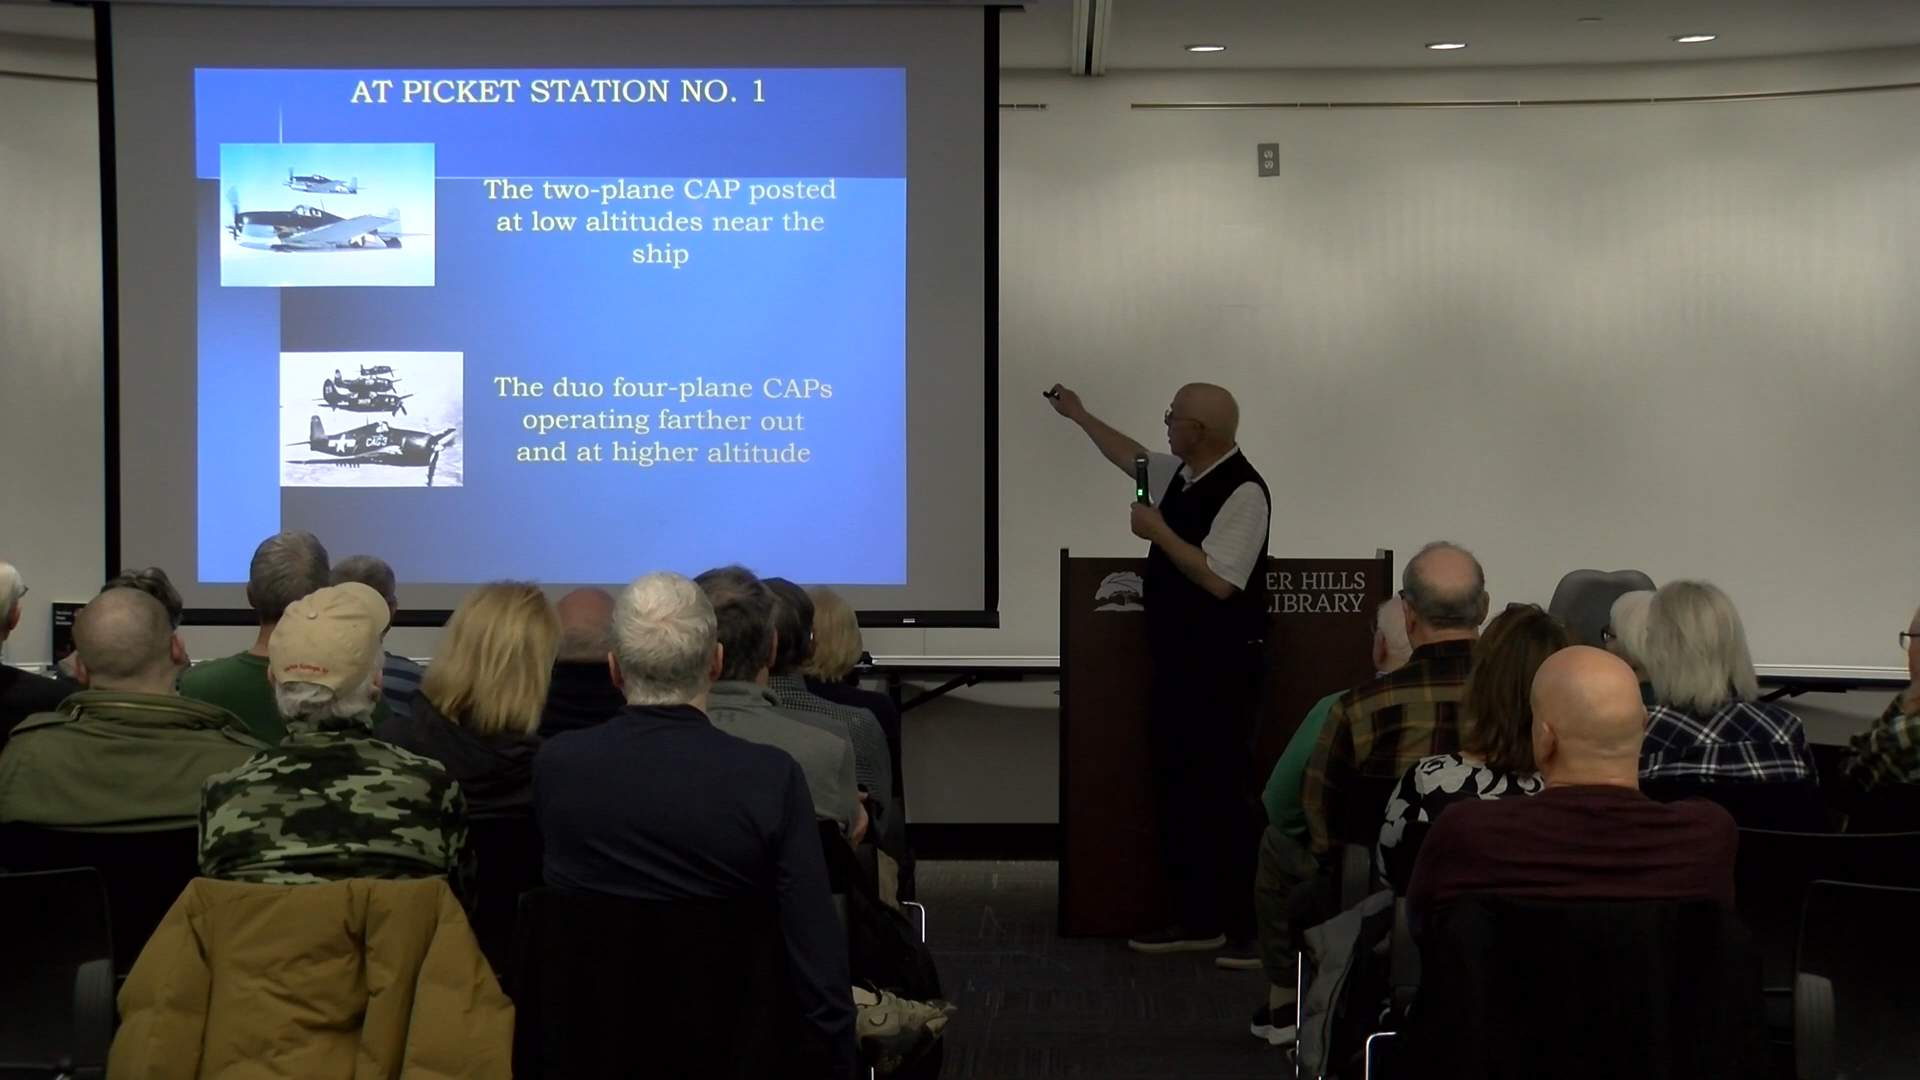 AT PICKET STATION NO. 1
The two-plane CAP posted
at low altitudes near the
ship
The duo four-plane CAPs
operating farther out
and at higher altitude
ER HILLS
LIBRARY